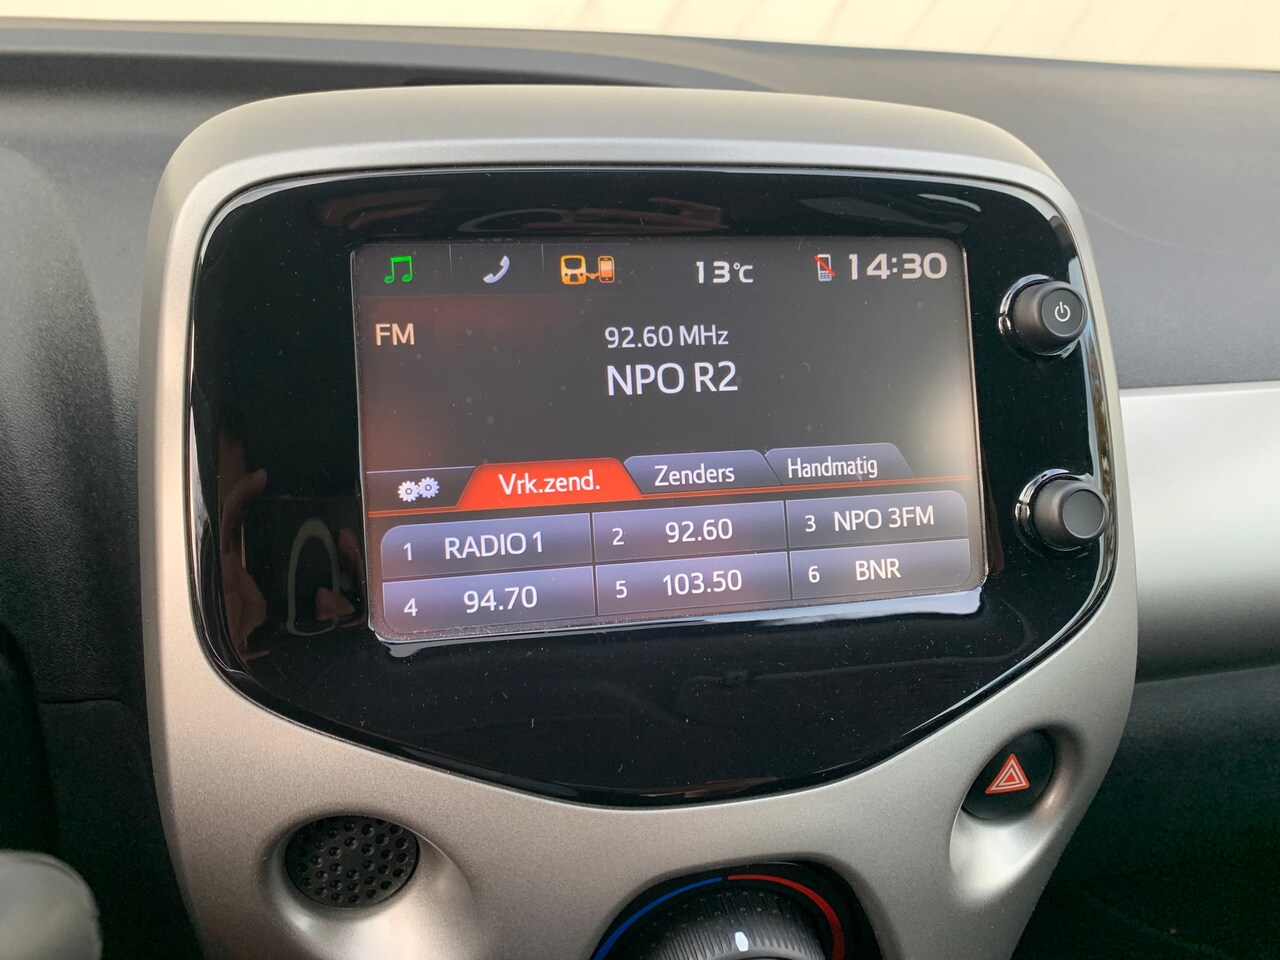 13°C 14:30
FM 92.60 MHz
NPO R2
Vrk.zend. Zenders Handmatig
1 RADIO 1 2 92.60 3 NPO 3FM
4 94.70 5 103.50 6 BNR